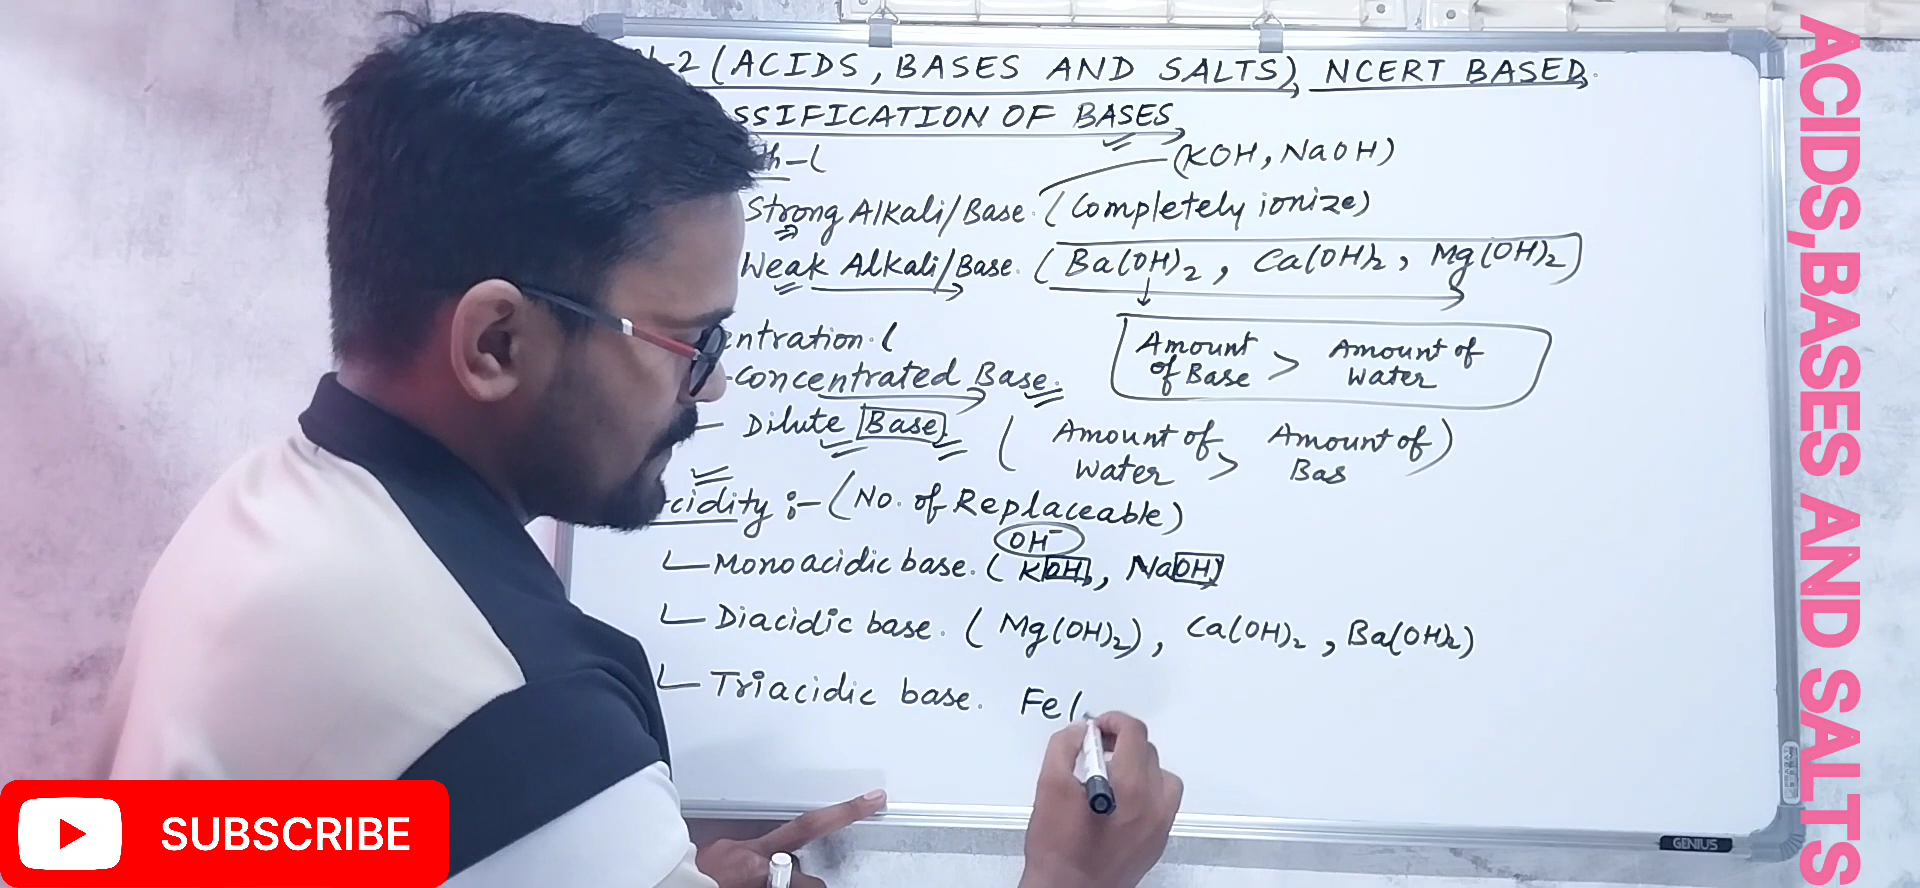 -2 (ACIDS, BASES AND SALTS), NCERT BASED.
SSIFICATION OF BASES
th-(
(KOH, NaOH)
Strong Alkali/Base. (Completely ionize)
Weak Alkali/Base. (Ba(OH)2, Ca(OH)2, Mg(OH)2)
entration. (
Concentrated Base.
Amount of Base > Amount of Water
Dilute Base. (Amount of Water > Amount of Bas)
cidity :- (No. of Replaceable)
OH-
Monoacidic base. (KOH, NaOH)
Diacidic base. (Mg(OH)2), Ca(OH)2, Ba(OH)2)
Triacidic base. Fe(
ACIDS,BASES AND SALTS
SUBSCRIBE
GENIUS